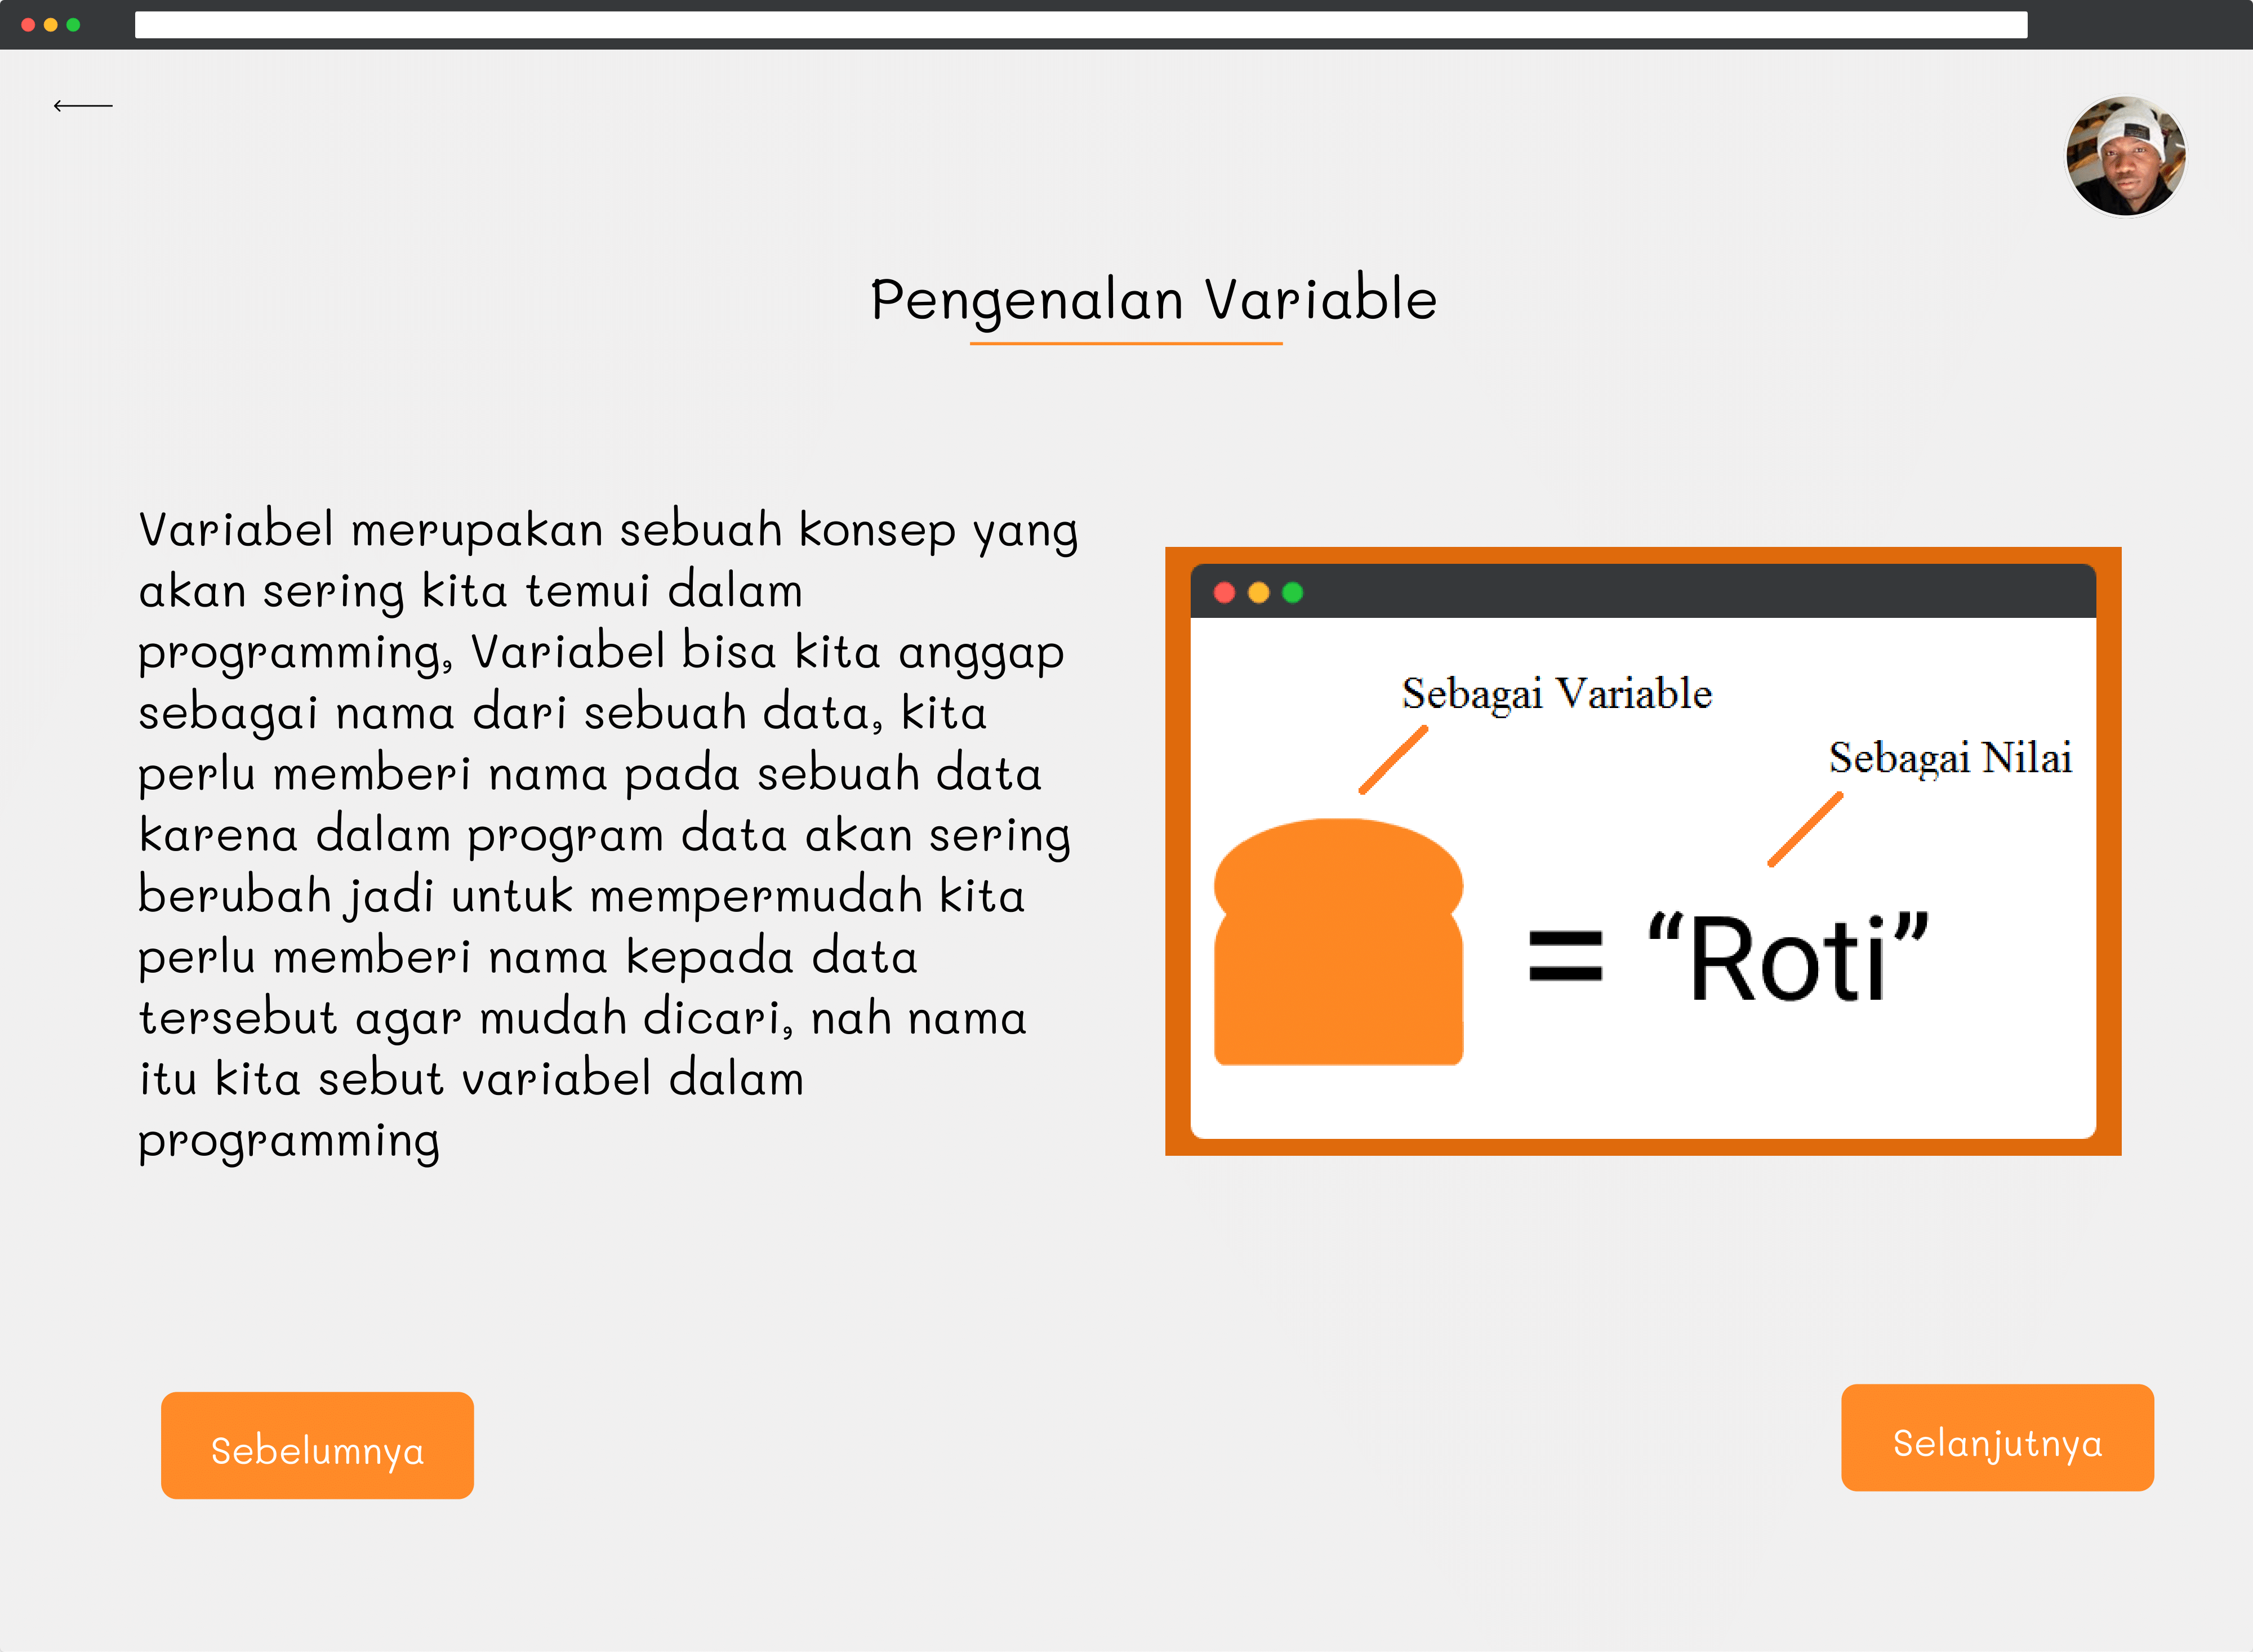 Pengenalan Variable
Variabel merupakan sebuah konsep yang
akan sering kita temui dalam
programming, Variabel bisa kita anggap
sebagai nama dari sebuah data, kita
perlu memberi nama pada sebuah data
karena dalam program data akan sering
berubah jadi untuk mempermudah kita
perlu memberi nama kepada data
tersebut agar mudah dicari, nah nama
itu kita sebut variabel dalam
programming
Sebagai Variable
Sebagai Nilai
= “Roti”
Sebelumnya
Selanjutnya